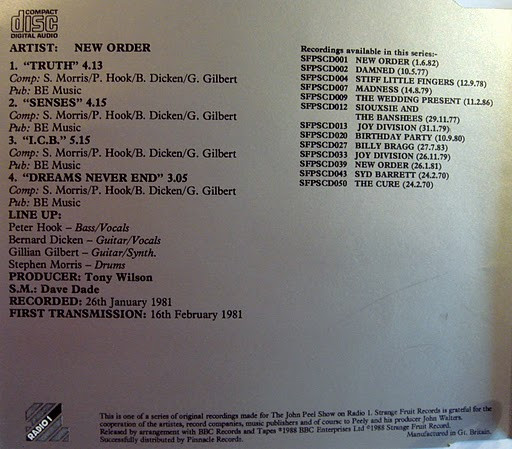 COMPACT
disc
DIGITAL AUDIO
ARTIST: NEW ORDER
1. "TRUTH" 4.13
Comp: S. Morris/P. Hook/B. Dicken/G. Gilbert
Pub: BE Music
2. "SENSES" 4.15
Comp: S. Morris/P. Hook/B. Dicken/G. Gilbert
Pub: BE Music
3. "I.C.B." 5.15
Comp: S. Morris/P. Hook/B. Dicken/G. Gilbert
Pub: BE Music
4. "DREAMS NEVER END" 3.05
Comp: S. Morris/P. Hook/B. Dicken/G. Gilbert
Pub: BE Music
LINE UP:
Peter Hook – Bass/Vocals
Bernard Dicken – Guitar/Vocals
Gillian Gilbert – Guitar/Synth.
Stephen Morris – Drums
PRODUCER: Tony Wilson
S.M.: Dave Dade
RECORDED: 26th January 1981
FIRST TRANSMISSION: 16th February 1981
Recordings available in this series:-
SFPSCD001 NEW ORDER (1.6.82)
SFPSCD002 DAMNED (10.5.77)
SFPSCD004 STIFF LITTLE FINGERS (12.9.78)
SFPSCD007 MADNESS (14.8.79)
SFPSCD009 THE WEDDING PRESENT (11.2.86)
SFPSCD012 SIOUXSIE AND
THE BANSHEES (29.11.77)
SFPSCD013 JOY DIVISION (31.1.79)
SFPSCD020 BIRTHDAY PARTY (10.9.80)
SFPSCD027 BILLY BRAGG (27.7.83)
SFPSCD033 JOY DIVISION (26.11.79)
SFPSCD039 NEW ORDER (26.1.81)
SFPSCD043 SYD BARRETT (24.2.70)
SFPSCD050 THE CURE (24.2.70)
RADIO 1
This is one of a series of original recordings made for The John Peel Show on Radio 1. Strange Fruit Records is grateful for the
cooperation of the artistes, record companies, music publishers and of course to Peely and his producer John Walters.
Released by arrangement with BBC Records and Tapes ®1988 BBC Enterprises Ltd ©1988 Strange Fruit Record.
Successfully distributed by Pinnacle Records. Manufactured in Gt. Britain.